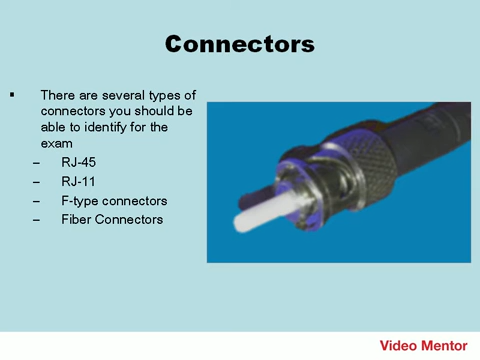 Connectors
▪ There are several types of
connectors you should be
able to identify for the
exam
– RJ-45
– RJ-11
– F-type connectors
– Fiber Connectors
Video Mentor